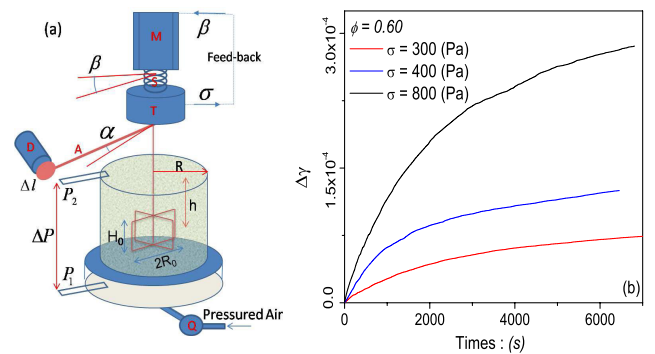 (a)
M
β
Feed-back
β
S
σ
T
D
A
α
Δl
P₂
R
h
ΔP
H₀
2R₀
P₁
Q
Pressured Air
ϕ = 0.60
σ = 300 (Pa)
σ = 400 (Pa)
σ = 800 (Pa)
3.0x10⁻⁴
1.5x10⁻⁴
0.0
Δγ
0 2000 4000 6000
Times : (s)
(b)